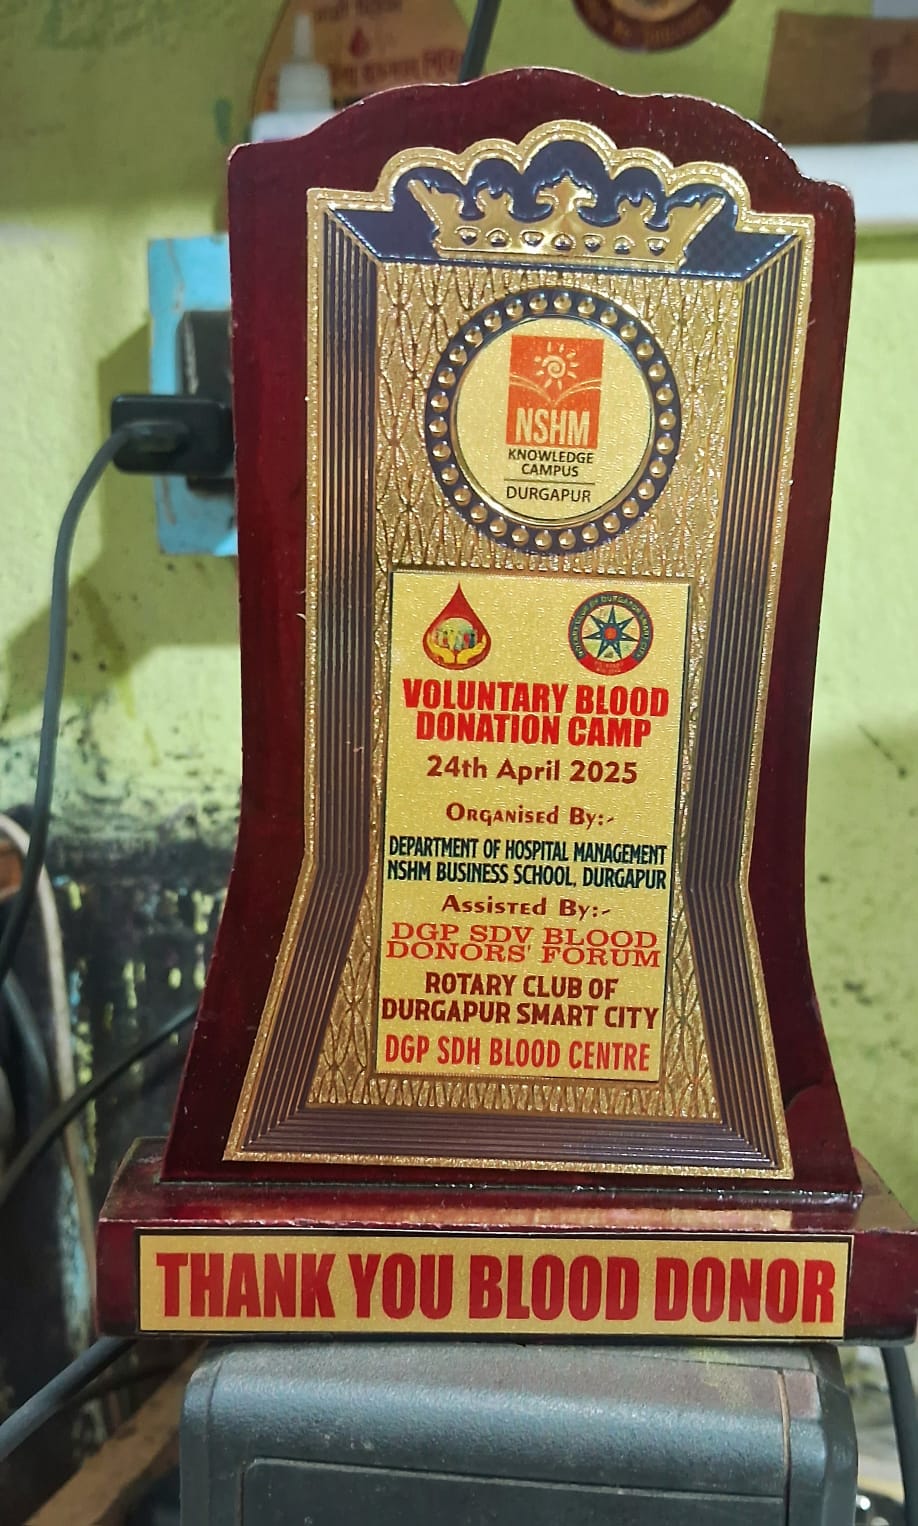 NSHM
KNOWLEDGE
CAMPUS
DURGAPUR
VOLUNTARY BLOOD
DONATION CAMP
24th April 2025
Organised By:-
DEPARTMENT OF HOSPITAL MANAGEMENT
NSHM BUSINESS SCHOOL, DURGAPUR
Assisted By:-
DGP SDV BLOOD
DONORS' FORUM
ROTARY CLUB OF
DURGAPUR SMART CITY
DGP SDH BLOOD CENTRE
THANK YOU BLOOD DONOR